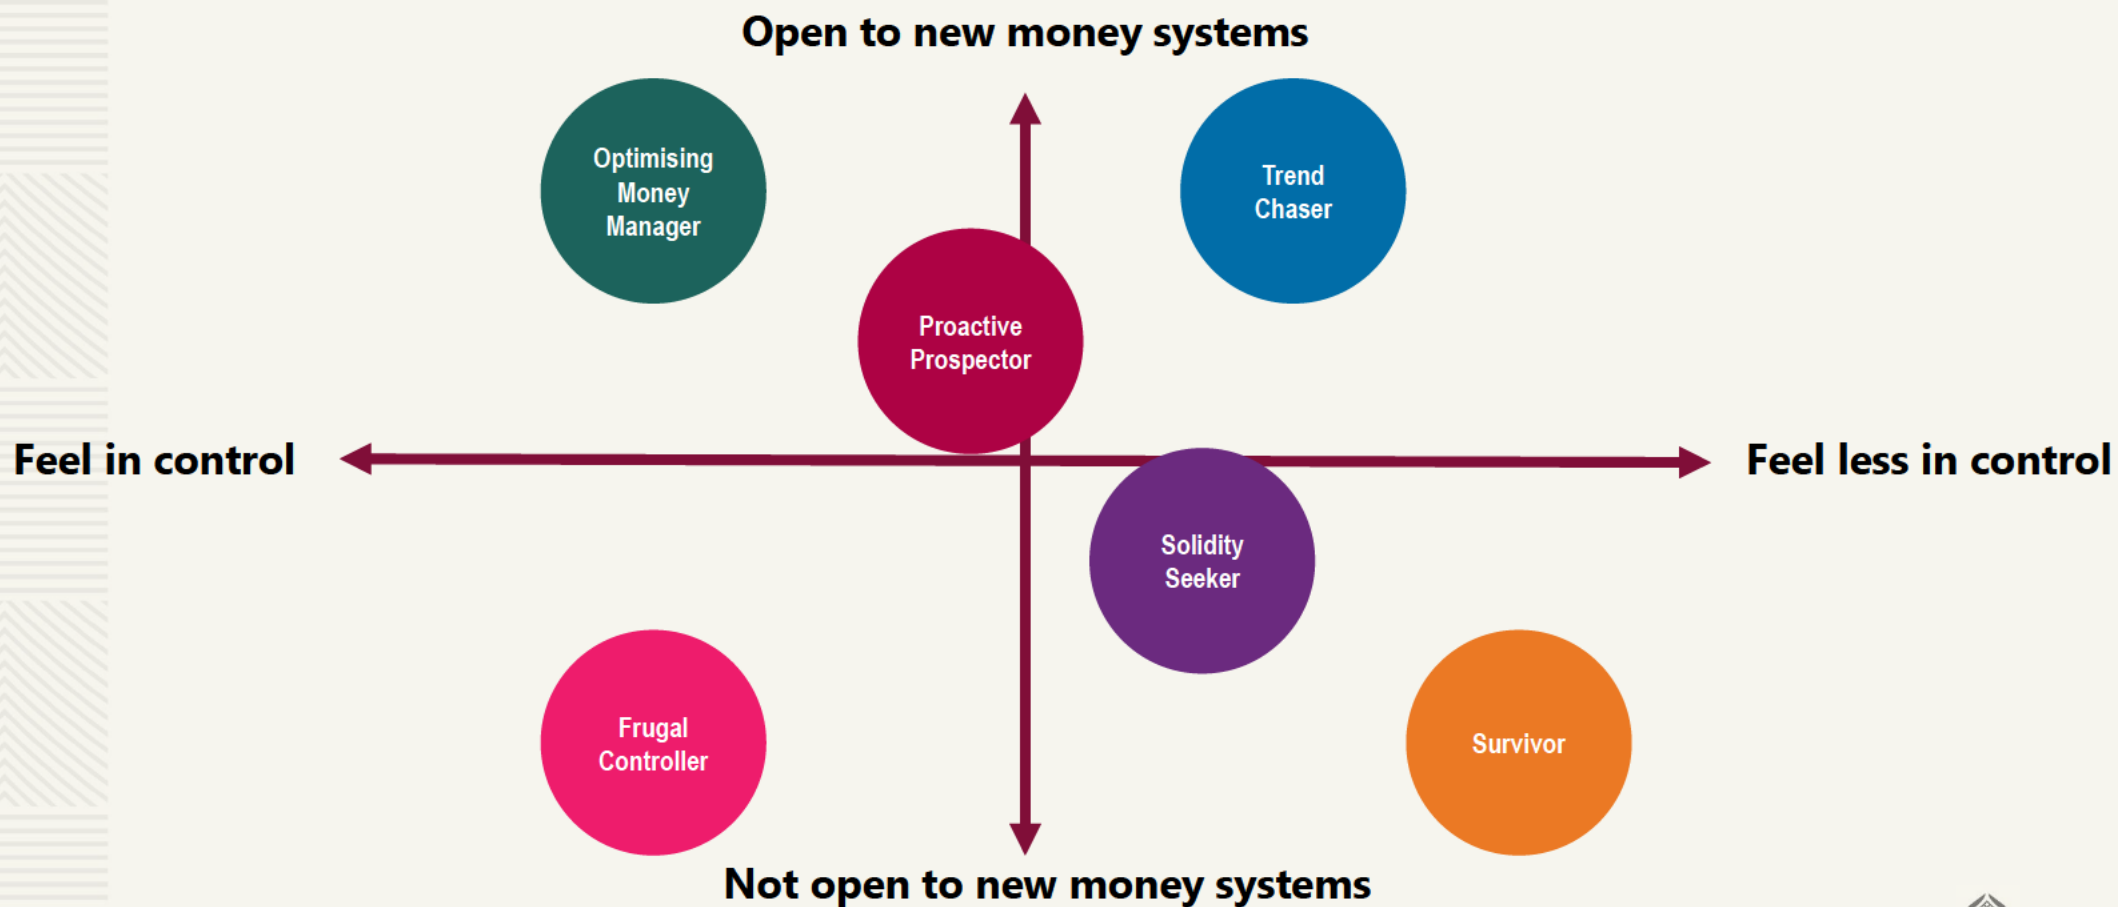 Open to new money systems
Optimising
Money
Manager
Trend
Chaser
Proactive
Prospector
Feel in control
Feel less in control
Solidity
Seeker
Frugal
Controller
Survivor
Not open to new money systems